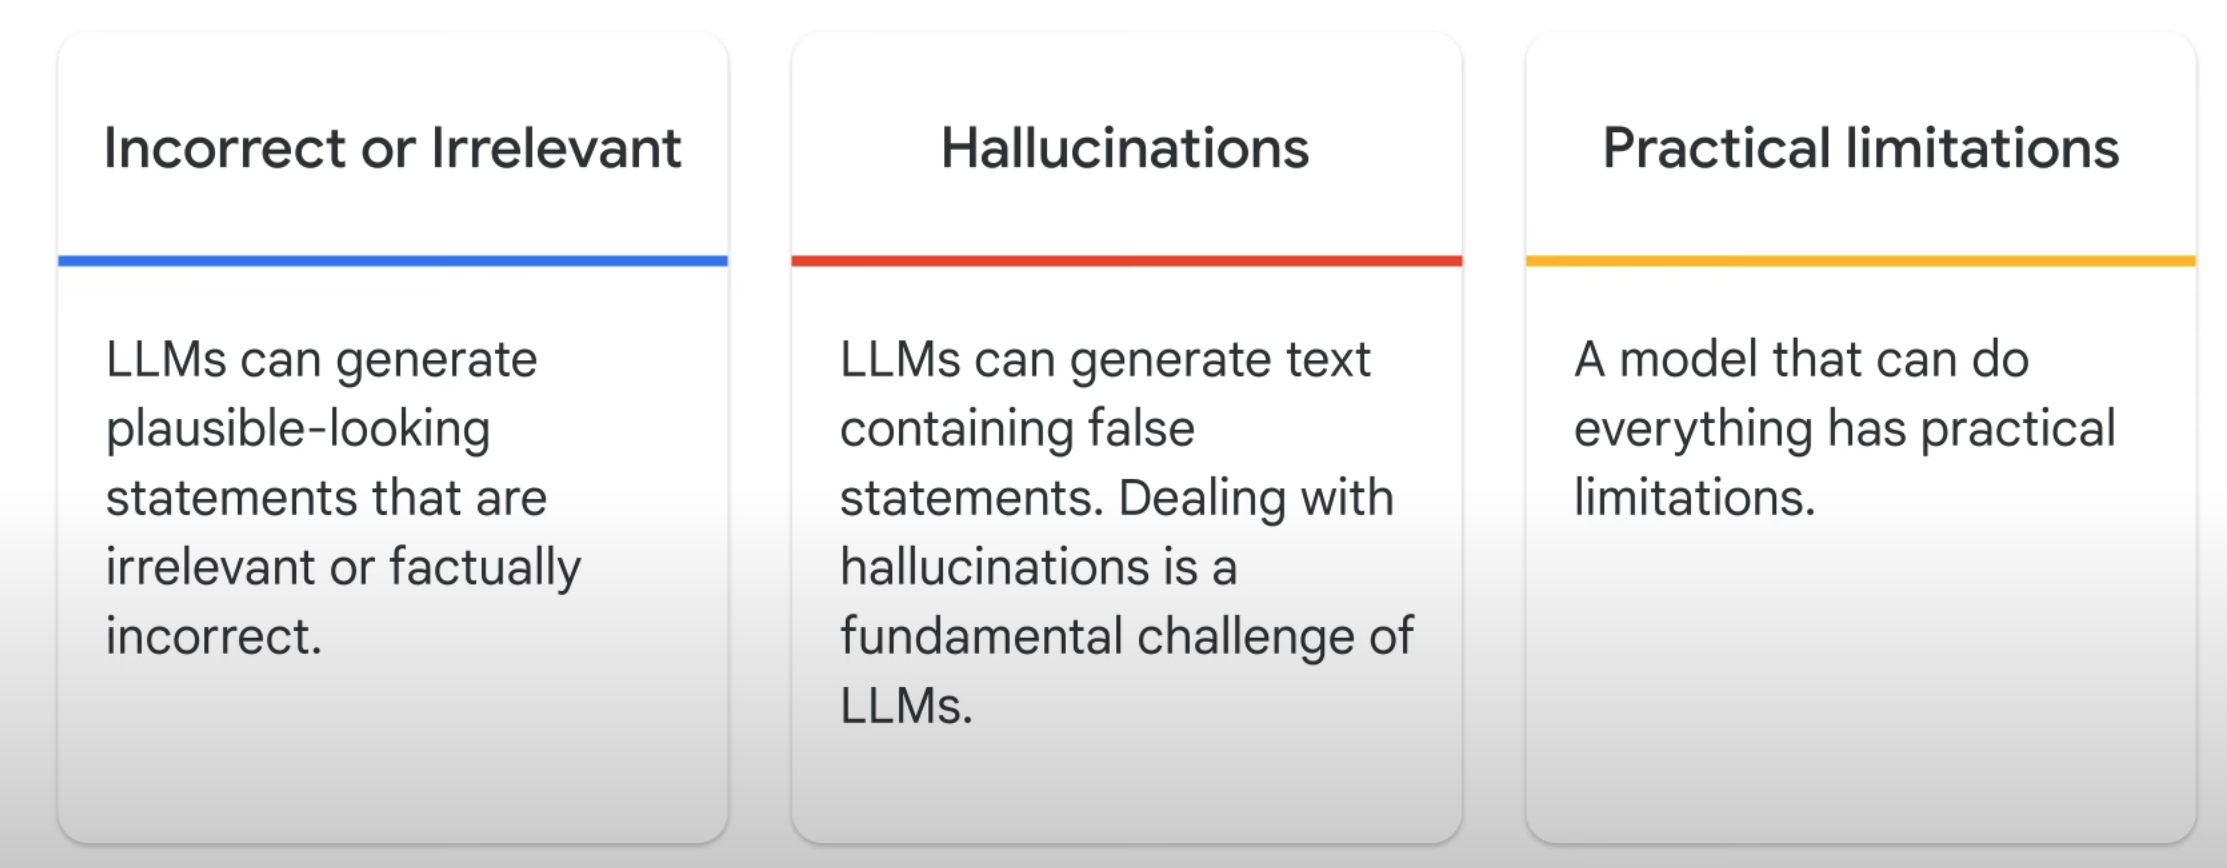 Incorrect or Irrelevant
LLMs can generate
plausible-looking
statements that are
irrelevant or factually
incorrect.
Hallucinations
LLMs can generate text
containing false
statements. Dealing with
hallucinations is a
fundamental challenge of
LLMs.
Practical limitations
A model that can do
everything has practical
limitations.